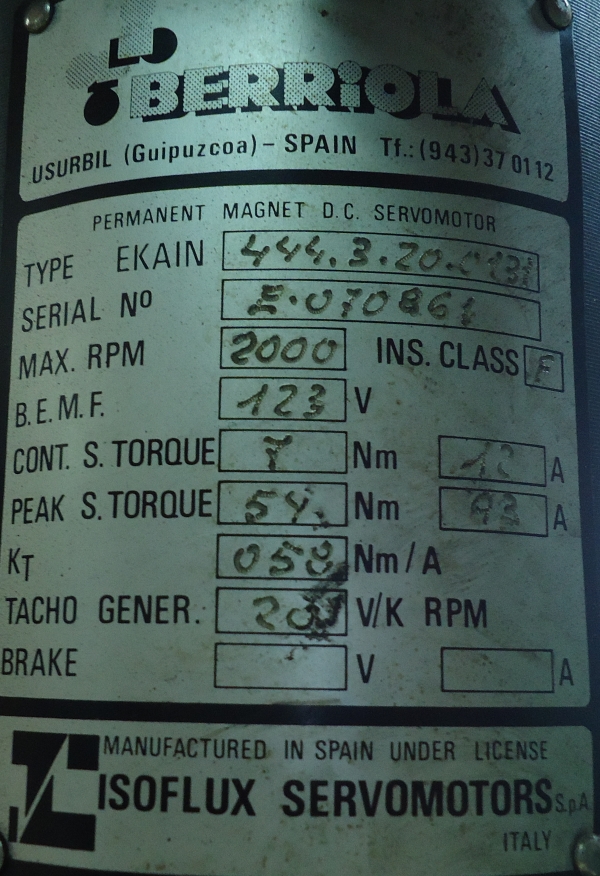 BERRIOLA
USURBIL (Guipuzcoa) - SPAIN Tf.: (943) 37 01 12
PERMANENT MAGNET D.C. SERVOMOTOR
TYPE EKAIN 444.3.20.
SERIAL Nº E.070861
MAX. RPM 2000 INS. CLASS F
B.E.M.F. 123 V
CONT. S. TORQUE 7 Nm A
PEAK S. TORQUE 54. Nm 93 A
KT 058 Nm/A
TACHO GENER. V/K RPM
BRAKE V A
MANUFACTURED IN SPAIN UNDER LICENSE
ISOFLUX SERVOMOTORS S.p.A
ITALY